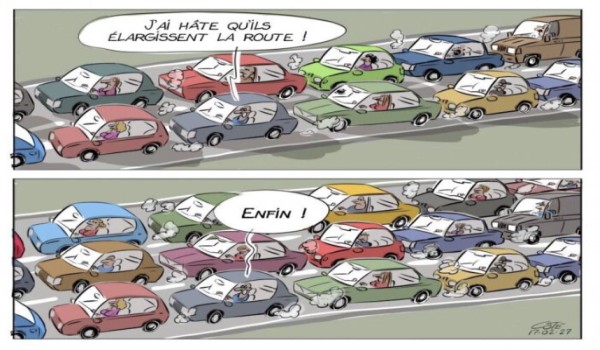 J'AI HÂTE QU'ILS
ÉLARGISSENT LA ROUTE !
ENFIN !